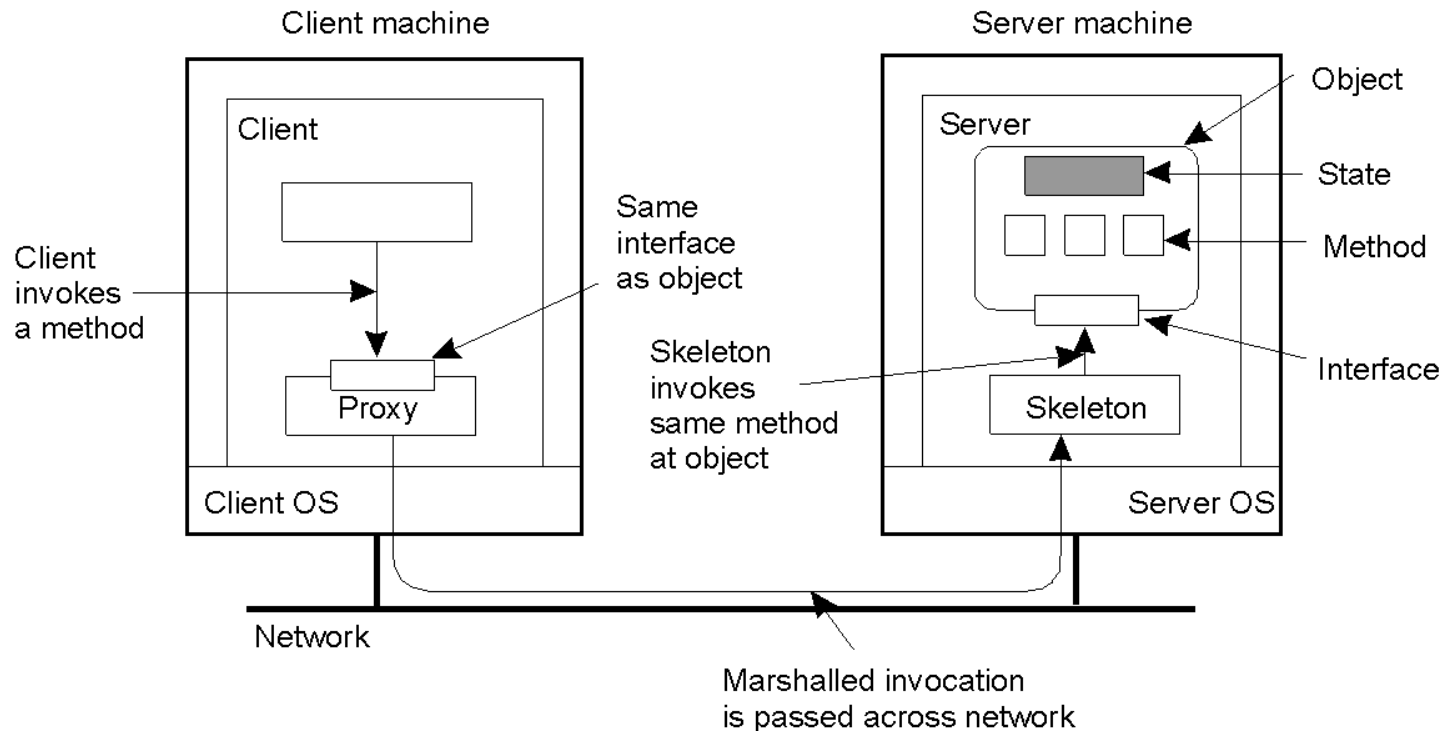 Client machine
Server machine
Object
Client
Server
State
Same
interface
as object
Method
Client
invokes
a method
Skeleton
invokes
same method
at object
Interface
Proxy
Skeleton
Client OS
Server OS
Network
Marshalled invocation
is passed across network